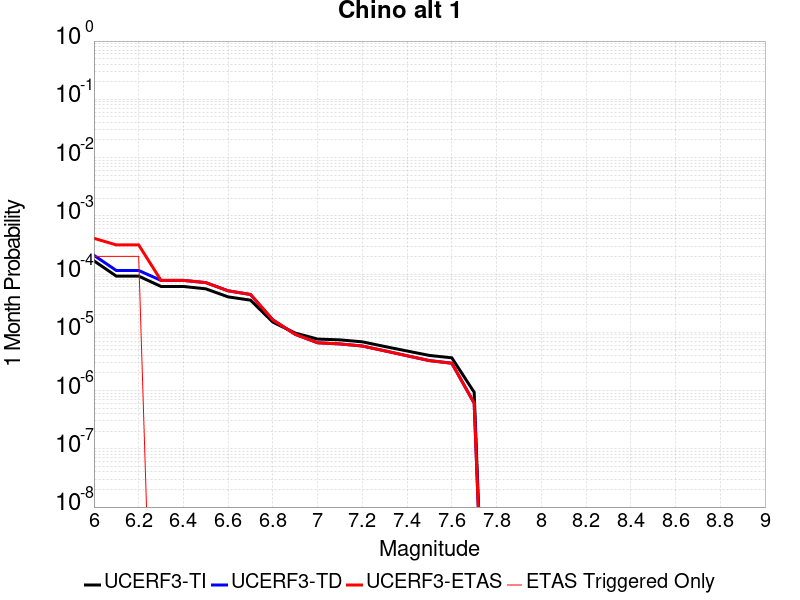 Chino alt 1
10^0
10^-1
10^-2
10^-3
10^-4
10^-5
10^-6
10^-7
10^-8
1 Month Probability
6 6.2 6.4 6.6 6.8 7 7.2 7.4 7.6 7.8 8 8.2 8.4 8.6 8.8 9
Magnitude
UCERF3-TI UCERF3-TD UCERF3-ETAS ETAS Triggered Only